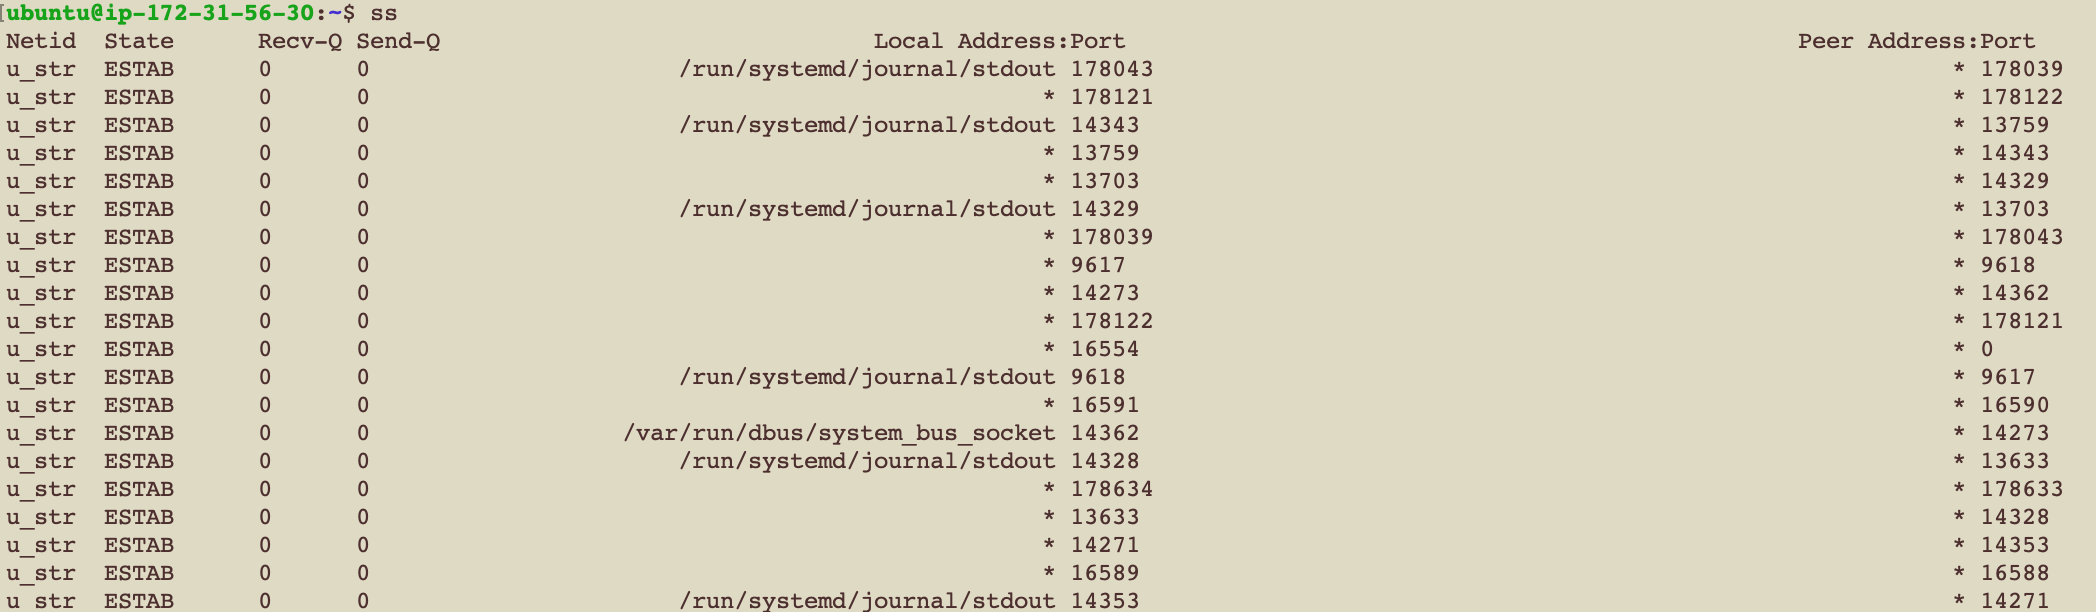 [ubuntu@ip-172-31-56-30:~$ ss
Netid State Recv-Q Send-Q Local Address:Port Peer Address:Port
u_str ESTAB 0 0 /run/systemd/journal/stdout 178043 * 178039
u_str ESTAB 0 0 * 178121 * 178122
u_str ESTAB 0 0 /run/systemd/journal/stdout 14343 * 13759
u_str ESTAB 0 0 * 13759 * 14343
u_str ESTAB 0 0 * 13703 * 14329
u_str ESTAB 0 0 /run/systemd/journal/stdout 14329 * 13703
u_str ESTAB 0 0 * 178039 * 178043
u_str ESTAB 0 0 * 9617 * 9618
u_str ESTAB 0 0 * 14273 * 14362
u_str ESTAB 0 0 * 178122 * 178121
u_str ESTAB 0 0 * 16554 * 0
u_str ESTAB 0 0 /run/systemd/journal/stdout 9618 * 9617
u_str ESTAB 0 0 * 16591 * 16590
u_str ESTAB 0 0 /var/run/dbus/system_bus_socket 14362 * 14273
u_str ESTAB 0 0 /run/systemd/journal/stdout 14328 * 13633
u_str ESTAB 0 0 * 178634 * 178633
u_str ESTAB 0 0 * 13633 * 14328
u_str ESTAB 0 0 * 14271 * 14353
u_str ESTAB 0 0 * 16589 * 16588
u_str ESTAB 0 0 /run/systemd/journal/stdout 14353 * 14271